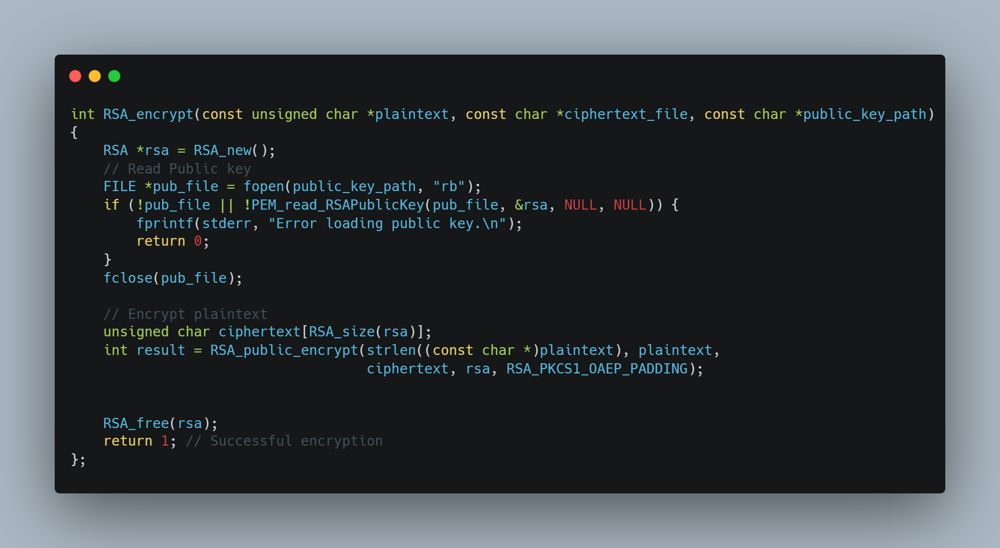 int RSA_encrypt(const unsigned char *plaintext, const char *ciphertext_file, const char *public_key_path)
{
    RSA *rsa = RSA_new();
    // Read Public key
    FILE *pub_file = fopen(public_key_path, "rb");
    if (!pub_file || !PEM_read_RSAPublicKey(pub_file, &rsa, NULL, NULL)) {
        fprintf(stderr, "Error loading public key.\n");
        return 0;
    }
    fclose(pub_file);

    // Encrypt plaintext
    unsigned char ciphertext[RSA_size(rsa)];
    int result = RSA_public_encrypt(strlen((const char *)plaintext), plaintext,
                                    ciphertext, rsa, RSA_PKCS1_OAEP_PADDING);


    RSA_free(rsa);
    return 1; // Successful encryption
};